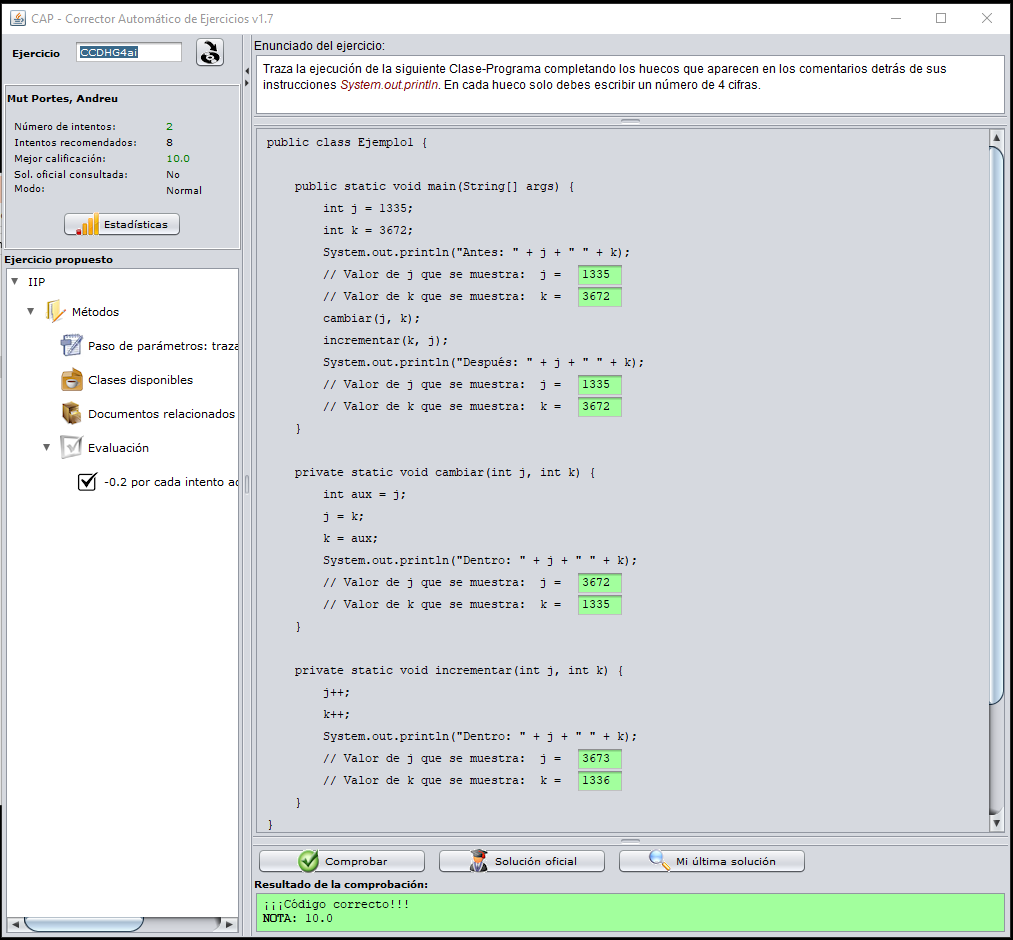 CAP - Corrector Automático de Ejercicios v1.7
Ejercicio CCDHG4ai
Mut Portes, Andreu
Número de intentos: 2
Intentos recomendados: 8
Mejor calificación: 10.0
Sol. oficial consultada: No
Modo: Normal
Estadísticas
Ejercicio propuesto
IIP
Métodos
Paso de parámetros: traza
Clases disponibles
Documentos relacionados
Evaluación
-0.2 por cada intento ac
Enunciado del ejercicio:
Traza la ejecución de la siguiente Clase-Programa completando los huecos que aparecen en los comentarios detrás de sus
instrucciones System.out.println. En cada hueco solo debes escribir un número de 4 cifras.
public class Ejemplo1 {
public static void main(String[] args) {
int j = 1335;
int k = 3672;
System.out.println("Antes: " + j + " " + k);
// Valor de j que se muestra: j = 1335
// Valor de k que se muestra: k = 3672
cambiar(j, k);
incrementar(k, j);
System.out.println("Después: " + j + " " + k);
// Valor de j que se muestra: j = 1335
// Valor de k que se muestra: k = 3672
}
private static void cambiar(int j, int k) {
int aux = j;
j = k;
k = aux;
System.out.println("Dentro: " + j + " " + k);
// Valor de j que se muestra: j = 3672
// Valor de k que se muestra: k = 1335
}
private static void incrementar(int j, int k) {
j++;
k++;
System.out.println("Dentro: " + j + " " + k);
// Valor de j que se muestra: j = 3673
// Valor de k que se muestra: k = 1336
}
}
Comprobar
Solución oficial
Mi última solución
Resultado de la comprobación:
¡¡¡Código correcto!!!
NOTA: 10.0